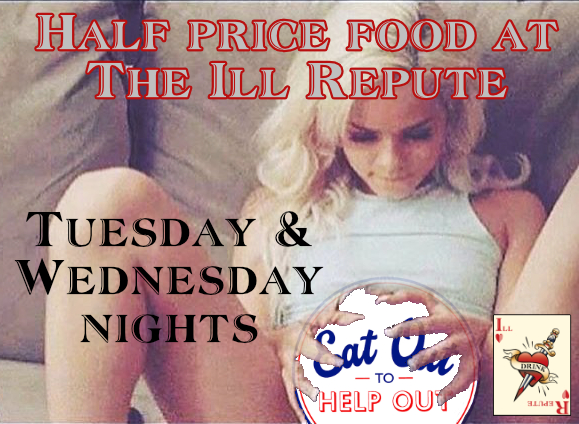 HALF PRICE FOOD AT
THE ILL REPUTE
TUESDAY &
WEDNESDAY
NIGHTS
Eat Out
TO
HELP OUT
ILL
DRINK
REPUTE